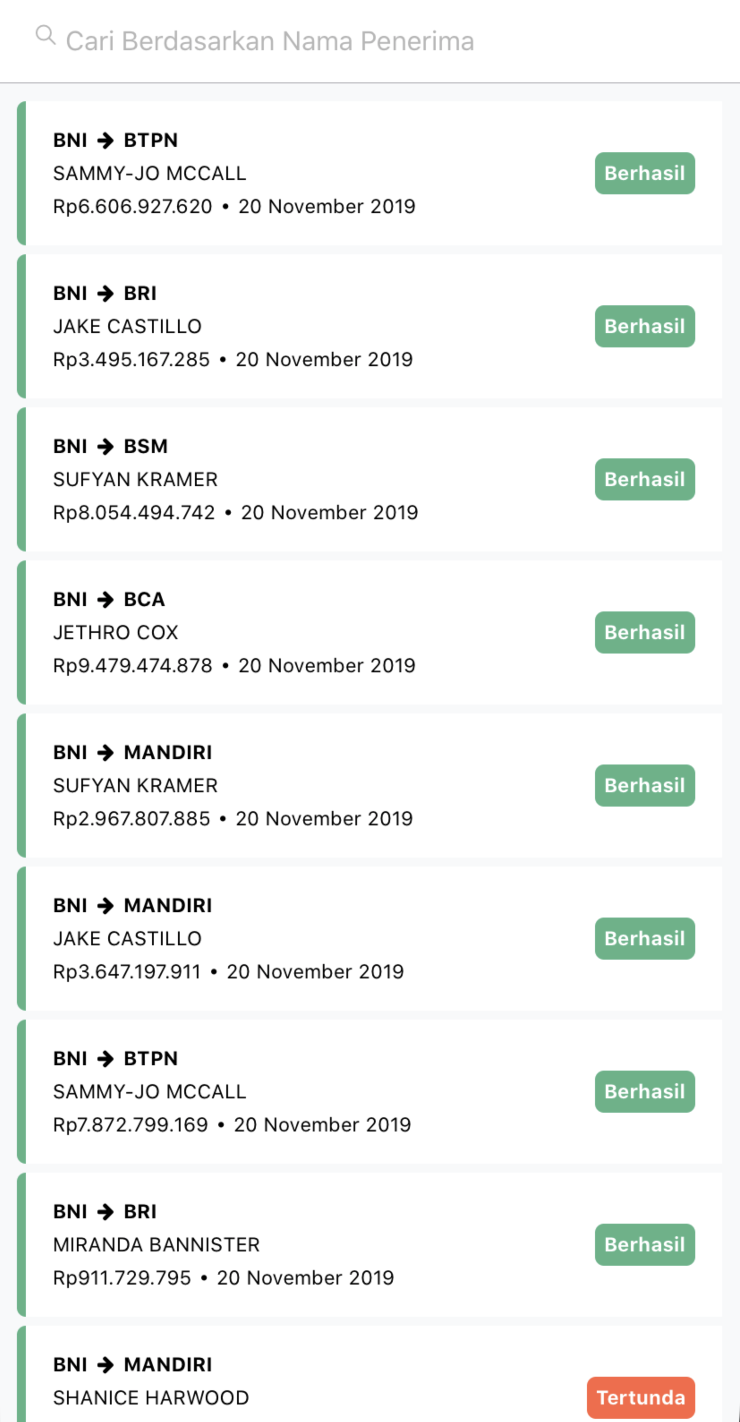 Cari Berdasarkan Nama Penerima
BNI → BTPN
SAMMY-JO MCCALL
Rp6.606.927.620 • 20 November 2019
Berhasil
BNI → BRI
JAKE CASTILLO
Rp3.495.167.285 • 20 November 2019
Berhasil
BNI → BSM
SUFYAN KRAMER
Rp8.054.494.742 • 20 November 2019
Berhasil
BNI → BCA
JETHRO COX
Rp9.479.474.878 • 20 November 2019
Berhasil
BNI → MANDIRI
SUFYAN KRAMER
Rp2.967.807.885 • 20 November 2019
Berhasil
BNI → MANDIRI
JAKE CASTILLO
Rp3.647.197.911 • 20 November 2019
Berhasil
BNI → BTPN
SAMMY-JO MCCALL
Rp7.872.799.169 • 20 November 2019
Berhasil
BNI → BRI
MIRANDA BANNISTER
Rp911.729.795 • 20 November 2019
Berhasil
BNI → MANDIRI
SHANICE HARWOOD
Tertunda